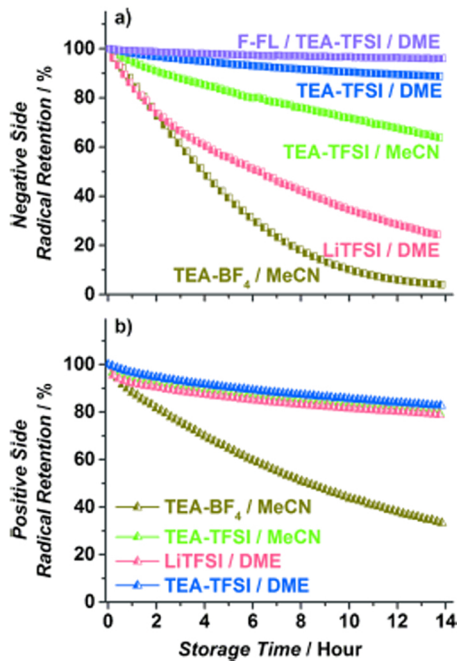 a)
100
80
60
40
20
0
Negative Side
Radical Retention / %
F-FL / TEA-TFSI / DME
TEA-TFSI / DME
TEA-TFSI / MeCN
LiTFSI / DME
TEA-BF₄ / MeCN
b)
100
80
60
40
20
0
Positive Side
Radical Retention / %
TEA-BF₄ / MeCN
TEA-TFSI / MeCN
LiTFSI / DME
TEA-TFSI / DME
0 2 4 6 8 10 12 14
Storage Time / Hour